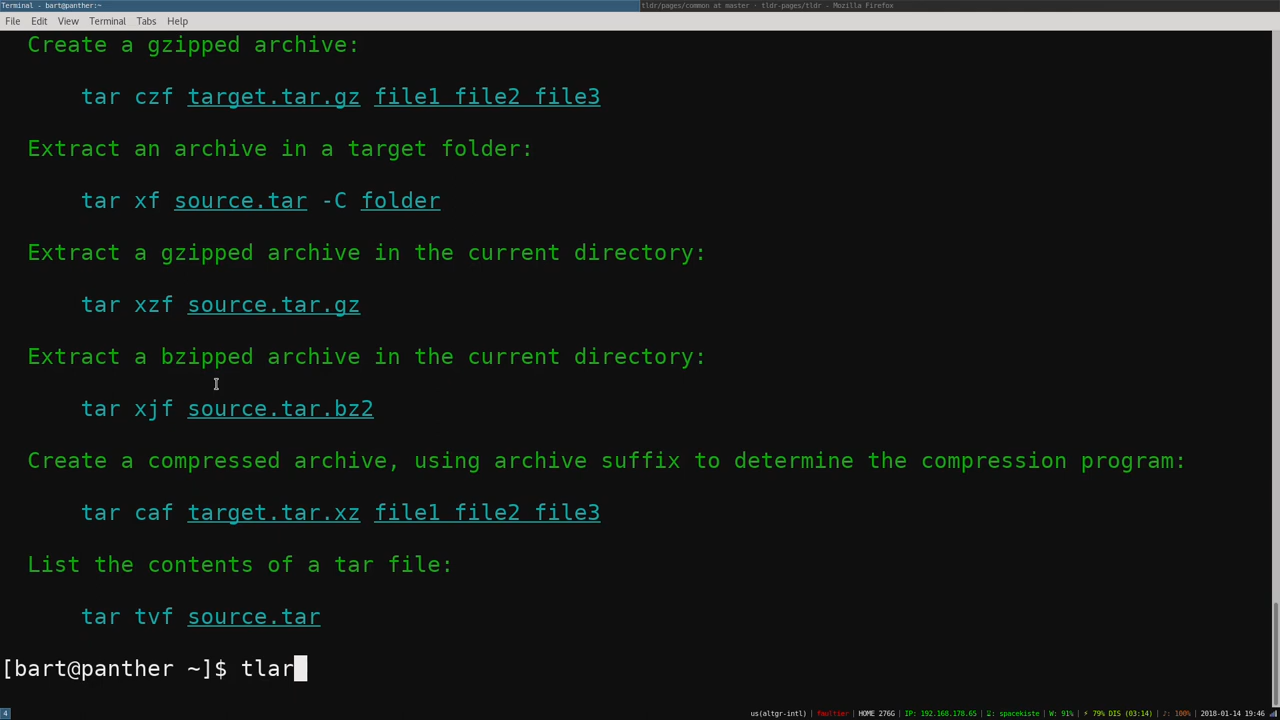 Terminal - bart@panther:~
tldr/pages/common at master · tldr-pages/tldr - Mozilla Firefox
File Edit View Terminal Tabs Help
Create a gzipped archive:
tar czf target.tar.gz file1 file2 file3
Extract an archive in a target folder:
tar xf source.tar -C folder
Extract a gzipped archive in the current directory:
tar xzf source.tar.gz
Extract a bzipped archive in the current directory:
tar xjf source.tar.bz2
Create a compressed archive, using archive suffix to determine the compression program:
tar caf target.tar.xz file1 file2 file3
List the contents of a tar file:
tar tvf source.tar
[bart@panther ~]$ tlar
4 us(altgr-intl) | faultier | HOME 276G | IP: 192.168.178.65 | : spacekiste | W: 91% | ⚡ 79% DIS (03:14) | ♪: 100% | 2018-01-14 19:46